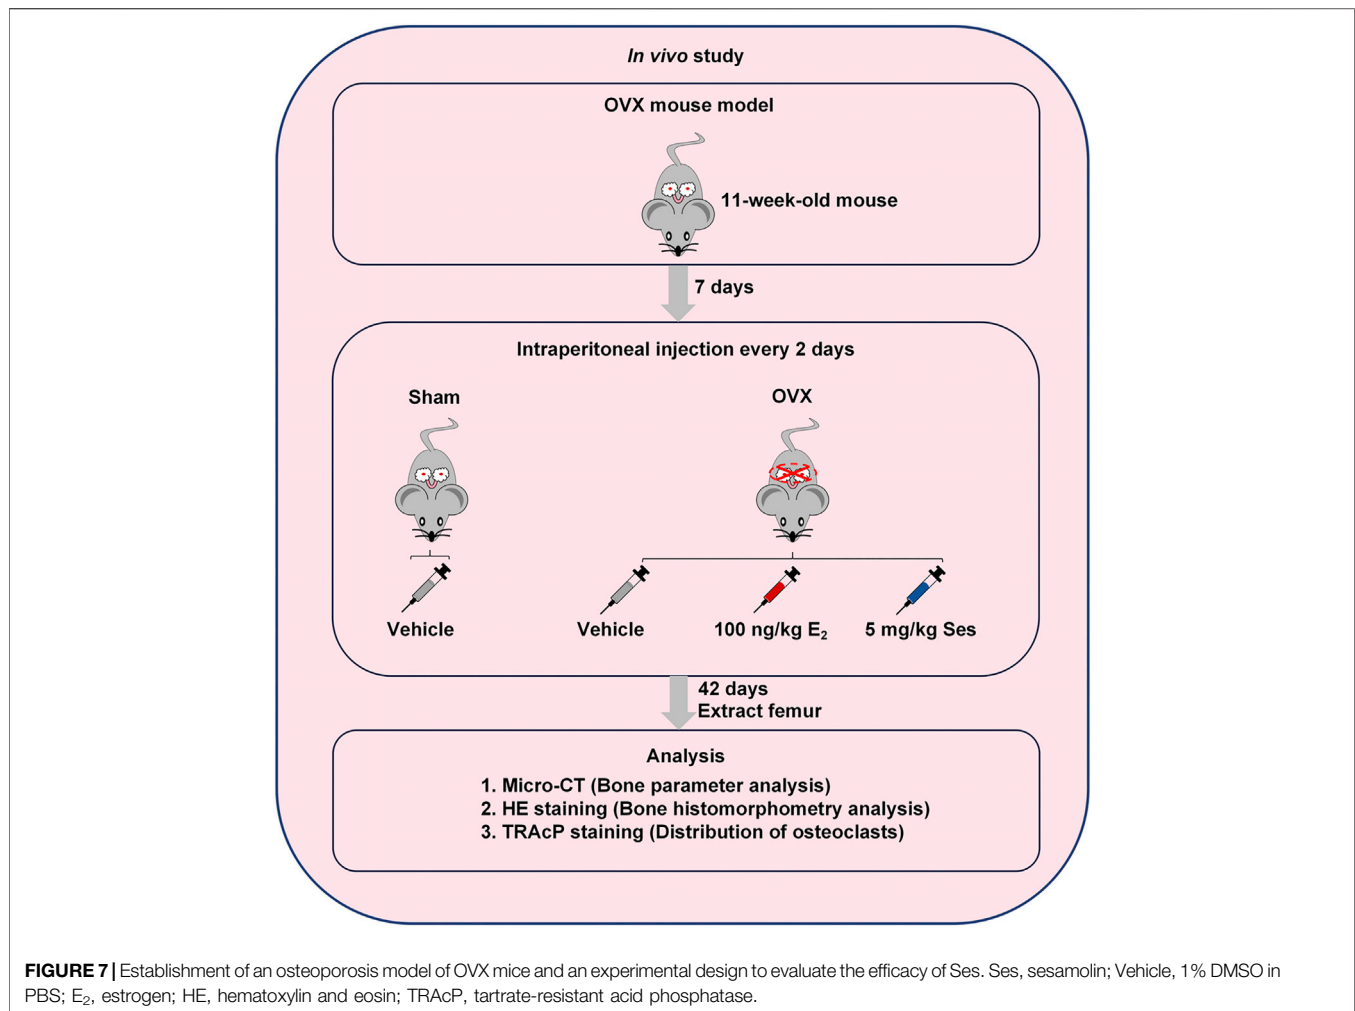 In vivo study
OVX mouse model
11-week-old mouse
7 days
Intraperitoneal injection every 2 days
Sham
OVX
Vehicle
Vehicle
100 ng/kg E₂
5 mg/kg Ses
42 days
Extract femur
Analysis
1. Micro-CT (Bone parameter analysis)
2. HE staining (Bone histomorphometry analysis)
3. TRAcP staining (Distribution of osteoclasts)
FIGURE 7 | Establishment of an osteoporosis model of OVX mice and an experimental design to evaluate the efficacy of Ses. Ses, sesamolin; Vehicle, 1% DMSO in
PBS; E₂, estrogen; HE, hematoxylin and eosin; TRAcP, tartrate-resistant acid phosphatase.